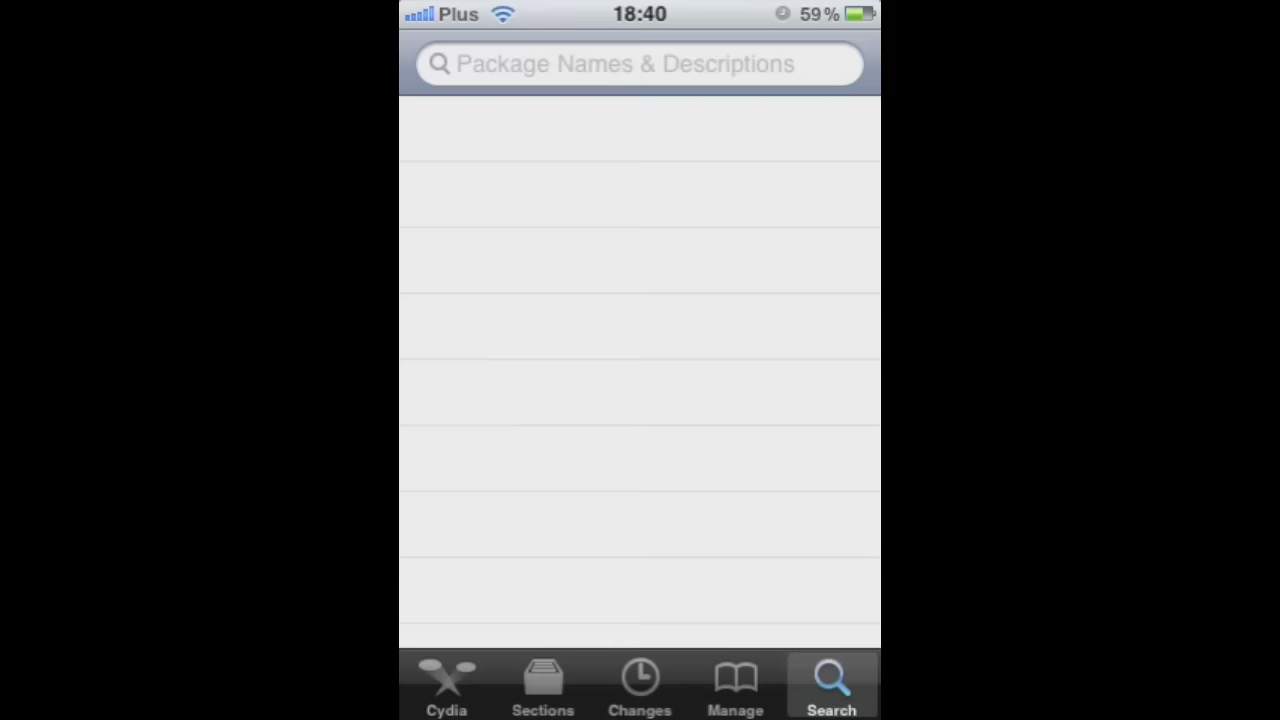 Plus 18:40 59%
Package Names & Descriptions
Cydia Sections Changes Manage Search